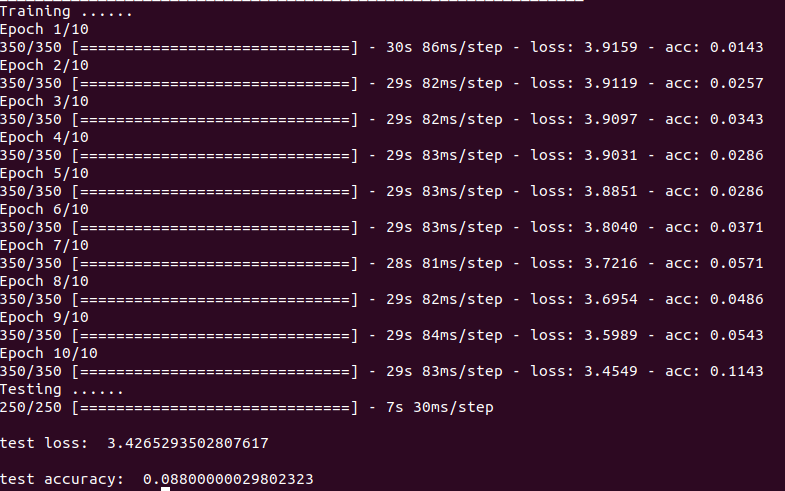 Training ......
Epoch 1/10
350/350 [==============================] - 30s 86ms/step - loss: 3.9159 - acc: 0.0143
Epoch 2/10
350/350 [==============================] - 29s 82ms/step - loss: 3.9119 - acc: 0.0257
Epoch 3/10
350/350 [==============================] - 29s 82ms/step - loss: 3.9097 - acc: 0.0343
Epoch 4/10
350/350 [==============================] - 29s 83ms/step - loss: 3.9031 - acc: 0.0286
Epoch 5/10
350/350 [==============================] - 29s 83ms/step - loss: 3.8851 - acc: 0.0286
Epoch 6/10
350/350 [==============================] - 29s 83ms/step - loss: 3.8040 - acc: 0.0371
Epoch 7/10
350/350 [==============================] - 28s 81ms/step - loss: 3.7216 - acc: 0.0571
Epoch 8/10
350/350 [==============================] - 29s 82ms/step - loss: 3.6954 - acc: 0.0486
Epoch 9/10
350/350 [==============================] - 29s 84ms/step - loss: 3.5989 - acc: 0.0543
Epoch 10/10
350/350 [==============================] - 29s 83ms/step - loss: 3.4549 - acc: 0.1143
Testing ......
250/250 [==============================] - 7s 30ms/step
test loss:  3.4265293502807617
test accuracy:  0.08800000029802323